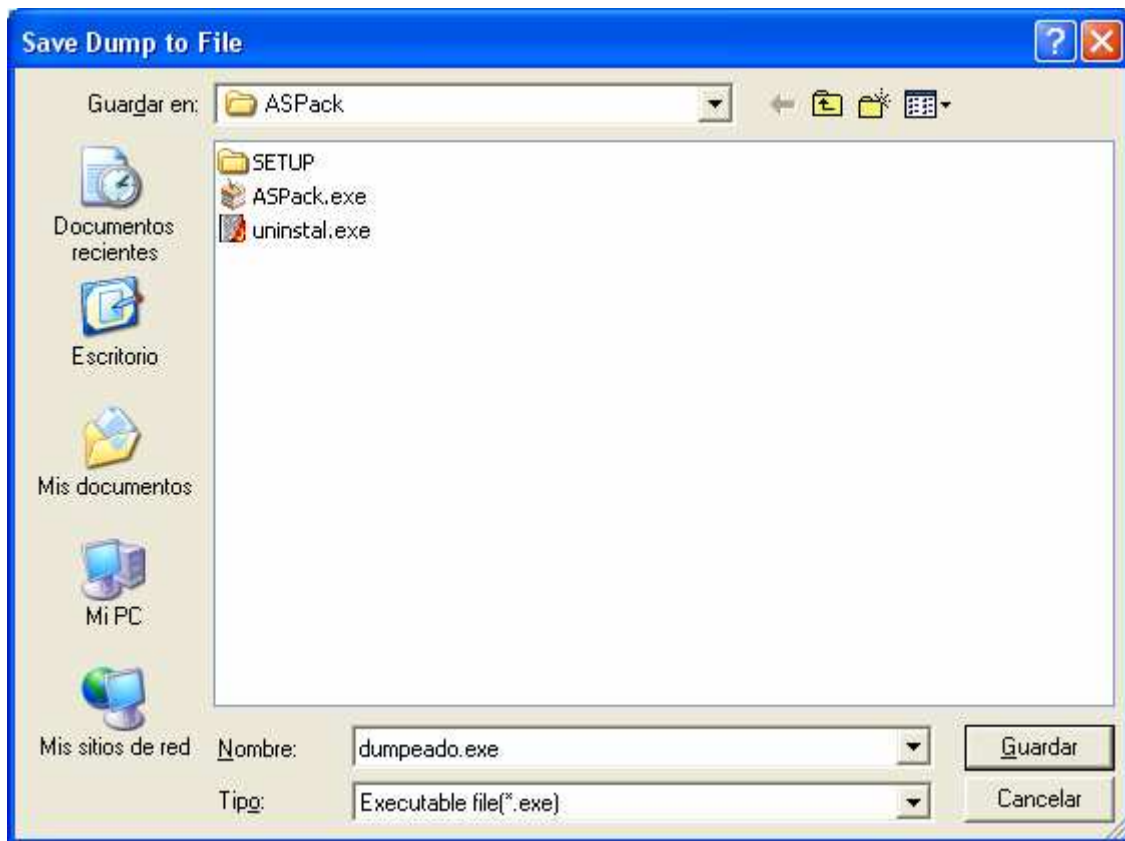 Save Dump to File
Guardar en: ASPack
SETUP
ASPack.exe
uninstal.exe
Documentos
recientes
Escritorio
Mis documentos
Mi PC
Mis sitios de red
Nombre: dumpeado.exe Guardar
Tipo: Executable file(*.exe) Cancelar